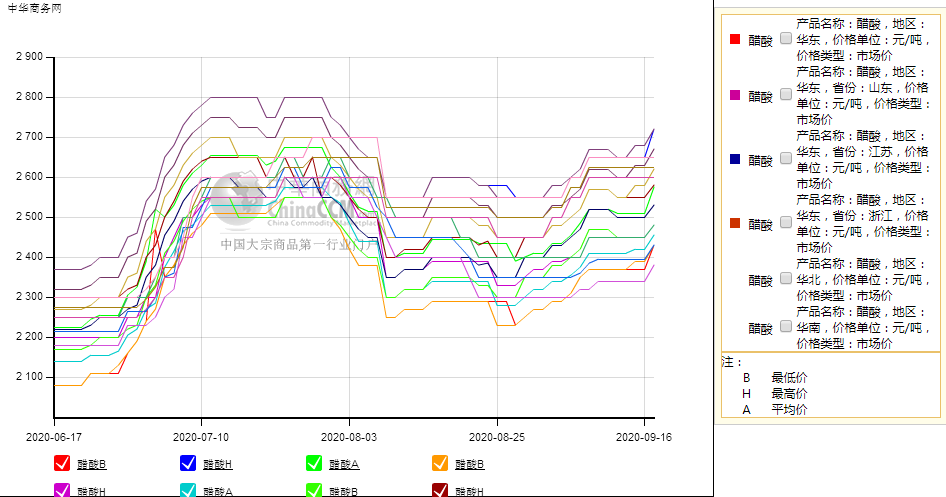 中华商务网
2 900
2 800
2 700
2 600
2 500
2 400
2 300
2 200
2 100
2020-06-17
2020-07-10
2020-08-03
2020-08-25
2020-09-16
ChinaCCM
China Commodity Marketplace
中国大宗商品第一行业门户
醋酸B
醋酸H
醋酸A
醋酸B
醋酸H
醋酸A
醋酸B
醋酸H
醋酸
产品名称：醋酸，地区：
华东，价格单位：元/吨，
价格类型：市场价
醋酸
产品名称：醋酸，地区：
华东，省份：山东，价格
单位：元/吨，价格类型：
市场价
醋酸
产品名称：醋酸，地区：
华东，省份：江苏，价格
单位：元/吨，价格类型：
市场价
醋酸
产品名称：醋酸，地区：
华东，省份：浙江，价格
单位：元/吨，价格类型：
市场价
醋酸
产品名称：醋酸，地区：
华北，价格单位：元/吨，
价格类型：市场价
醋酸
产品名称：醋酸，地区：
华南，价格单位：元/吨，
价格类型：市场价
注：
B 最低价
H 最高价
A 平均价